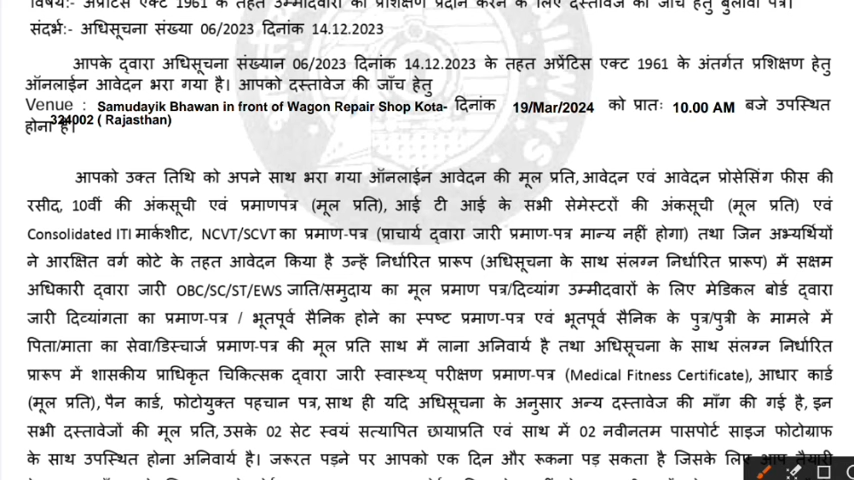 विषय:- अप्रेंटिस एक्ट 1961 के तहत उम्मीदवारों को प्रशिक्षण प्रदान करने के लिए दस्तावेज की जाँच हेतु बुलावा पत्र।
संदर्भ:- अधिसूचना संख्या 06/2023 दिनांक 14.12.2023
आपके द्वारा अधिसूचना संख्यान 06/2023 दिनांक 14.12.2023 के तहत अप्रेंटिस एक्ट 1961 के अंतर्गत प्रशिक्षण हेतु
ऑनलाईन आवेदन भरा गया है। आपको दस्तावेज की जाँच हेतु
Venue : Samudayik Bhawan in front of Wagon Repair Shop Kota- दिनांक 19/Mar/2024 को प्रातः 10.00 AM बजे उपस्थित
होना है। 324002 ( Rajasthan)
आपको उक्त तिथि को अपने साथ भरा गया ऑनलाईन आवेदन की मूल प्रति, आवेदन एवं आवेदन प्रोसेसिंग फीस की
रसीद, 10वीं की अंकसूची एवं प्रमाणपत्र (मूल प्रति), आई टी आई के सभी सेमेस्टरों की अंकसूची (मूल प्रति) एवं
Consolidated ITI मार्कशीट, NCVT/SCVT का प्रमाण-पत्र (प्राचार्य द्वारा जारी प्रमाण-पत्र मान्य नहीं होगा) तथा जिन अभ्यर्थियों
ने आरक्षित वर्ग कोटे के तहत आवेदन किया है उन्हें निर्धारित प्रारूप (अधिसूचना के साथ संलग्न निर्धारित प्रारूप) में सक्षम
अधिकारी द्वारा जारी OBC/SC/ST/EWS जाति/समुदाय का मूल प्रमाण पत्र/दिव्यांग उम्मीदवारों के लिए मेडिकल बोर्ड द्वारा
जारी दिव्यांगता का प्रमाण-पत्र / भूतपूर्व सैनिक होने का स्पष्ट प्रमाण-पत्र एवं भूतपूर्व सैनिक के पुत्र/पुत्री के मामले में
पिता/माता का सेवा/डिस्चार्ज प्रमाण-पत्र की मूल प्रति साथ में लाना अनिवार्य है तथा अधिसूचना के साथ संलग्न निर्धारित
प्रारूप में शासकीय प्राधिकृत चिकित्सक द्वारा जारी स्वास्थ्य् परीक्षण प्रमाण-पत्र (Medical Fitness Certificate), आधार कार्ड
(मूल प्रति), पैन कार्ड, फोटोयुक्त पहचान पत्र, साथ ही यदि अधिसूचना के अनुसार अन्य दस्तावेज की माँग की गई है, इन
सभी दस्तावेजों की मूल प्रति, उसके 02 सेट स्वयं सत्यापित छायाप्रति एवं साथ में 02 नवीनतम पासपोर्ट साइज फोटोग्राफ
के साथ उपस्थित होना अनिवार्य है। जरूरत पड़ने पर आपको एक दिन और रूकना पड़ सकता है जिसके लिए आप तैयारी